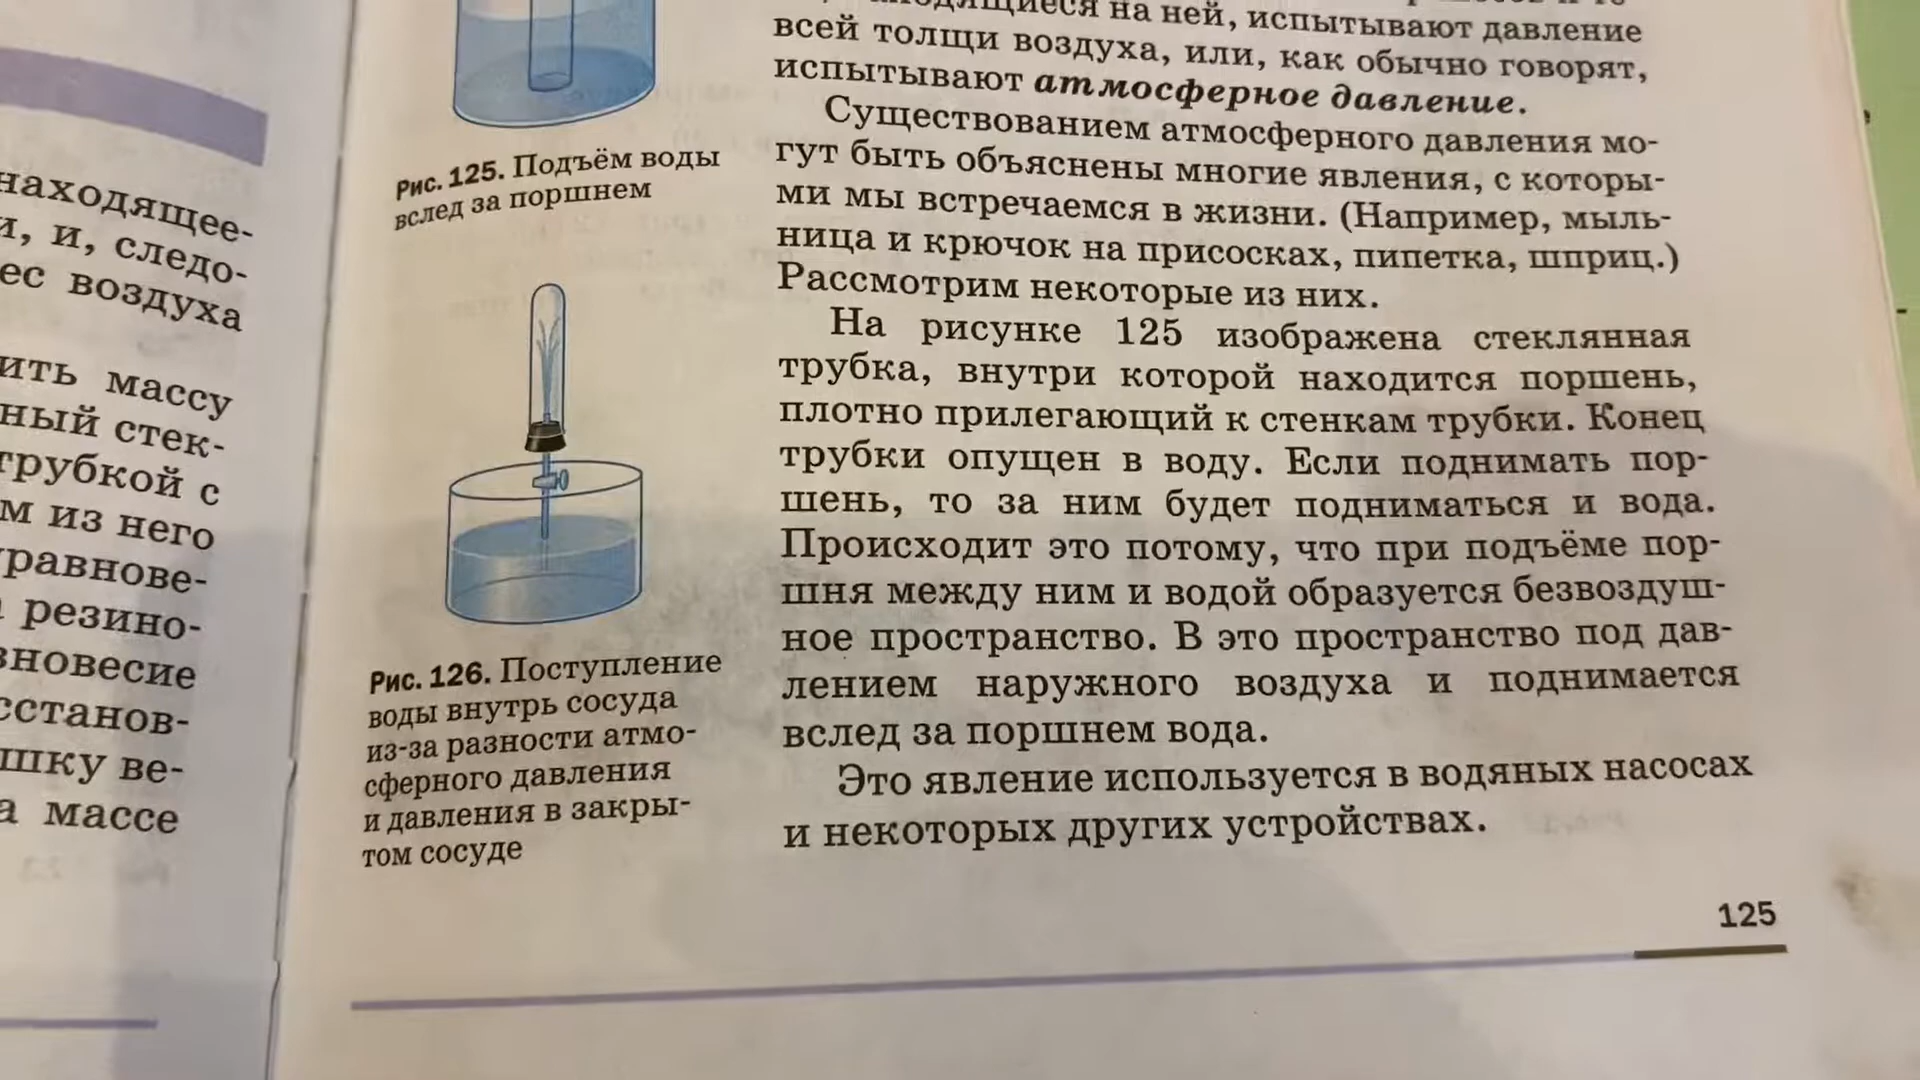 находящее-
и, и, следо-
ес воздуха
ить массу
ный стек-
трубкой с
м из него
уравнове-
а резино-
вновесие
сстанов-
шку ве-
а массе
Рис. 125. Подъём воды
вслед за поршнем
Рис. 126. Поступление
воды внутрь сосуда
из-за разности атмо-
сферного давления
и давления в закры-
том сосуде
на ней, испытывают давление
всей толщи воздуха, или, как обычно говорят,
испытывают атмосферное давление.
Существованием атмосферного давления мо-
гут быть объяснены многие явления, с которы-
ми мы встречаемся в жизни. (Например, мыль-
ница и крючок на присосках, пипетка, шприц.)
Рассмотрим некоторые из них.
На рисунке 125 изображена стеклянная
трубка, внутри которой находится поршень,
плотно прилегающий к стенкам трубки. Конец
трубки опущен в воду. Если поднимать пор-
шень, то за ним будет подниматься и вода.
Происходит это потому, что при подъёме пор-
шня между ним и водой образуется безвоздуш-
ное пространство. В это пространство под дав-
лением наружного воздуха и поднимается
вслед за поршнем вода.
Это явление используется в водяных насосах
и некоторых других устройствах.
125